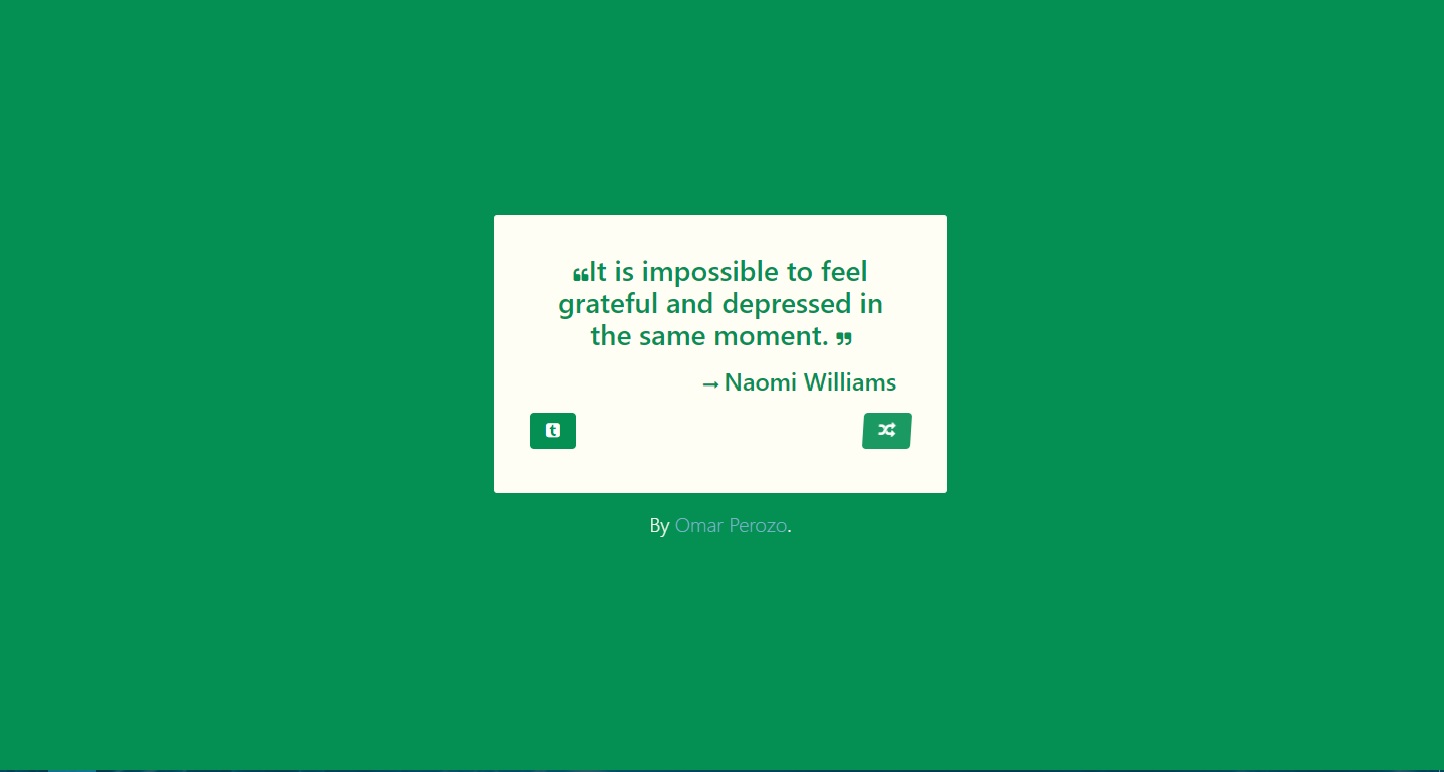 ❝It is impossible to feel
grateful and depressed in
the same moment. ❞
→ Naomi Williams
t
By Omar Perozo.